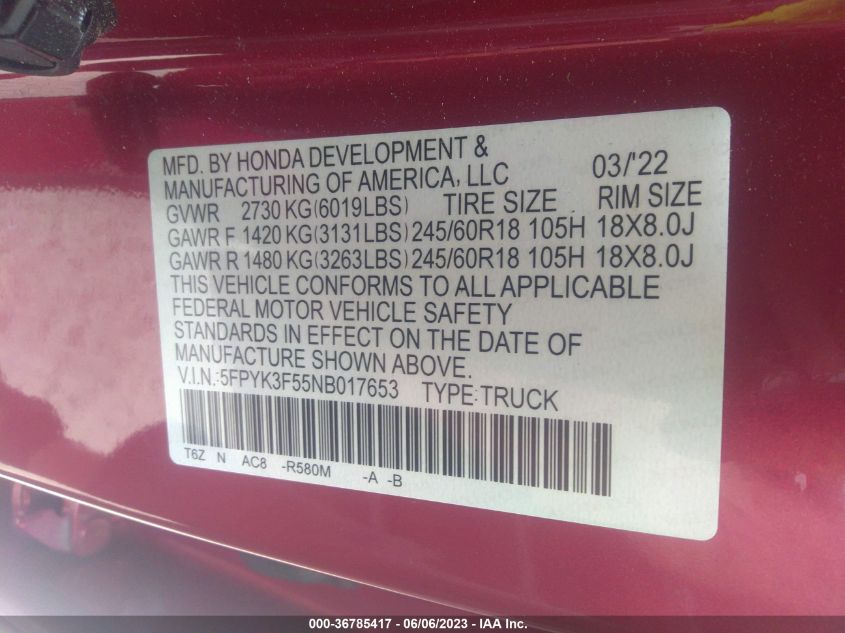 MFD. BY HONDA DEVELOPMENT &
MANUFACTURING OF AMERICA, LLC 03/'22
GVWR 2730 KG(6019LBS) TIRE SIZE RIM SIZE
GAWR F 1420 KG(3131LBS) 245/60R18 105H 18X8.0J
GAWR R 1480 KG(3263LBS) 245/60R18 105H 18X8.0J
THIS VEHICLE CONFORMS TO ALL APPLICABLE
FEDERAL MOTOR VEHICLE SAFETY
STANDARDS IN EFFECT ON THE DATE OF
MANUFACTURE SHOWN ABOVE.
V.I.N.:5FPYK3F55NB017653 TYPE:TRUCK
T6Z N AC8 -R580M -A -B
000-36785417 - 06/06/2023 - IAA Inc.